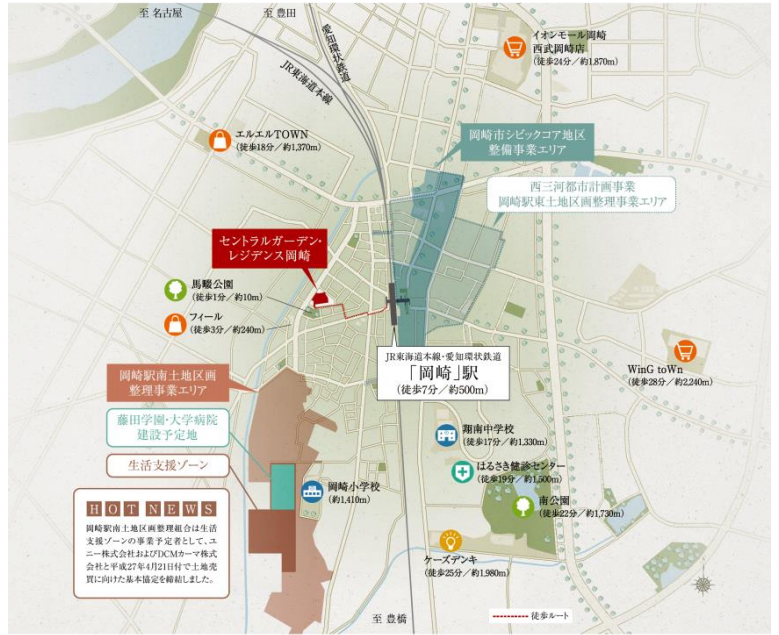 至 名古屋
至 豊田
愛知環状鉄道
JR東海道本線
イオンモール岡崎
西武岡崎店
(徒歩24分／約1,870m)
エルエルTOWN
(徒歩18分／約1,370m)
岡崎市シビックコア地区
整備事業エリア
西三河都市計画事業
岡崎駅東土地区画整理事業エリア
セントラルガーデン・
レジデンス岡崎
馬畷公園
(徒歩1分／約10m)
フィール
(徒歩3分／約240m)
JR東海道本線・愛知環状鉄道
「岡崎」駅
(徒歩7分／約500m)
WinG toWn
(徒歩28分／約2,240m)
岡崎駅南土地区画
整理事業エリア
藤田学園・大学病院
建設予定地
生活支援ゾーン
翔南中学校
(徒歩17分／約1,330m)
はるさき健診センター
(徒歩19分／約1,500m)
岡崎小学校
(約1,410m)
南公園
(徒歩22分／約1,730m)
HOT NEWS
岡崎駅南土地区画整理組合は生活
支援ゾーンの事業予定者として、ユ
ニー株式会社およびDCMカーマ株式
会社と平成27年4月21日付で土地売
買に向けた基本協定を締結しました。
ケーズデンキ
(徒歩25分／約1,980m)
至 豊橋
徒歩ルート